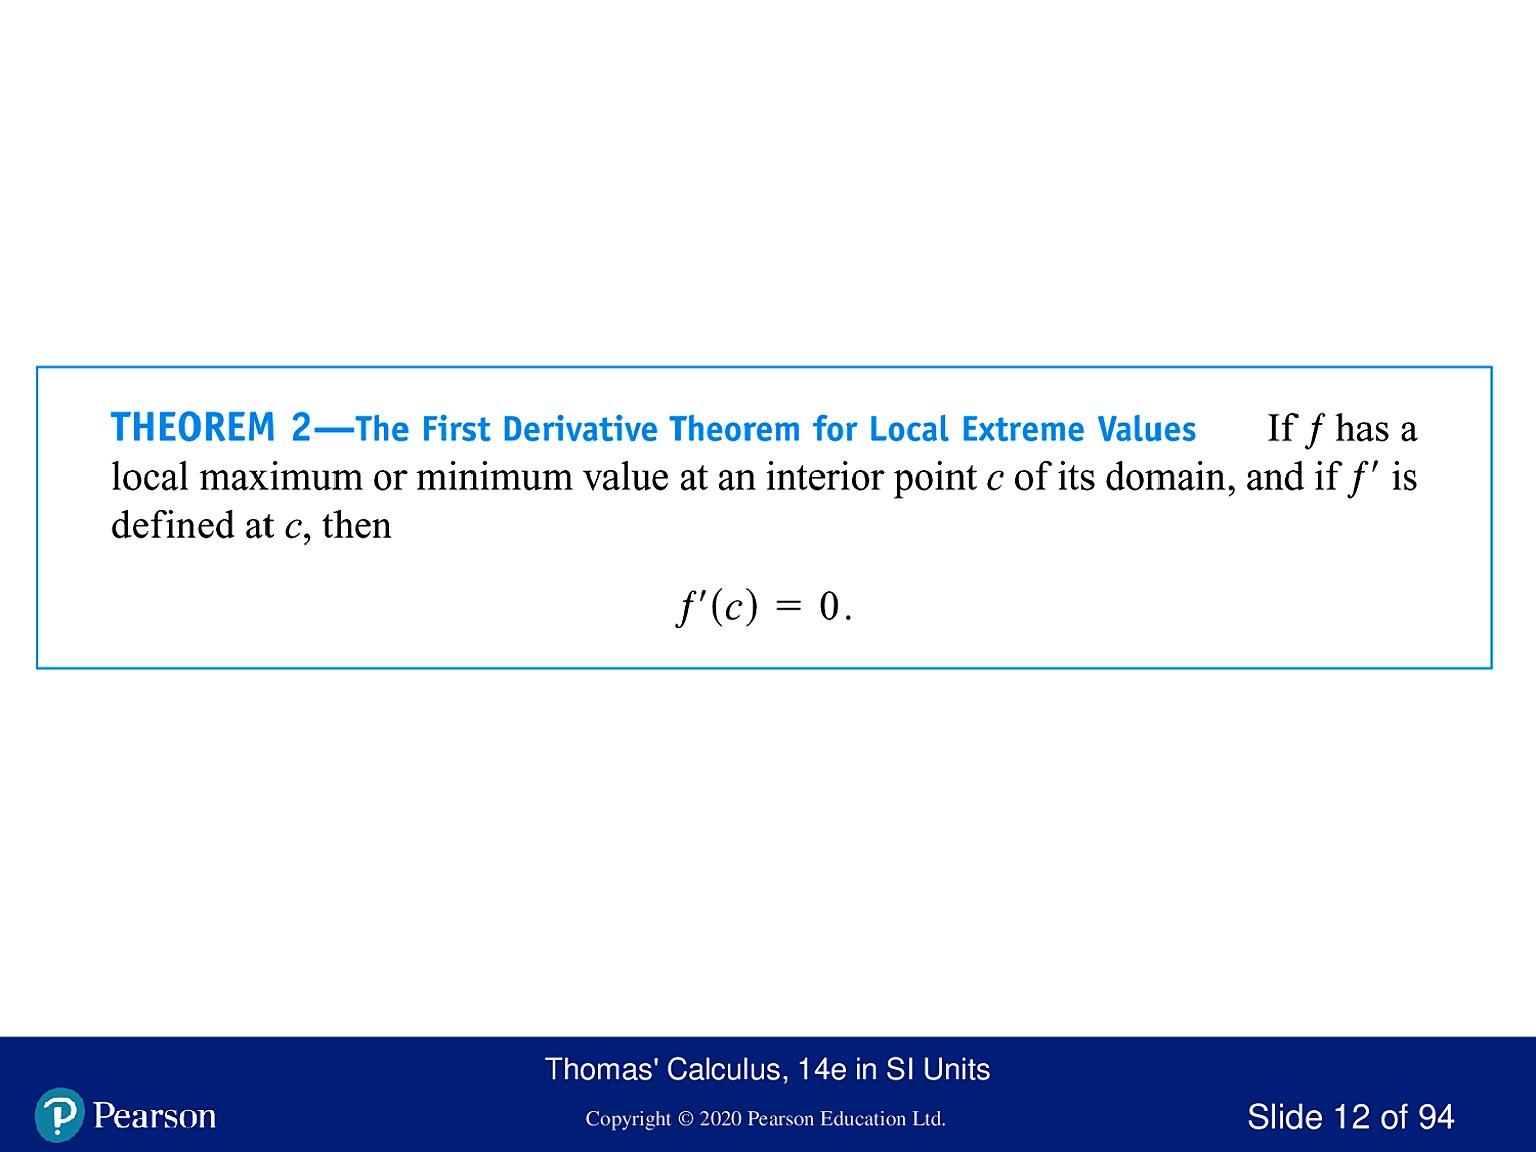 THEOREM 2—The First Derivative Theorem for Local Extreme Values If f has a
local maximum or minimum value at an interior point c of its domain, and if f′ is
defined at c, then
f′(c) = 0.
Thomas' Calculus, 14e in SI Units
Pearson
Copyright © 2020 Pearson Education Ltd.
Slide 12 of 94